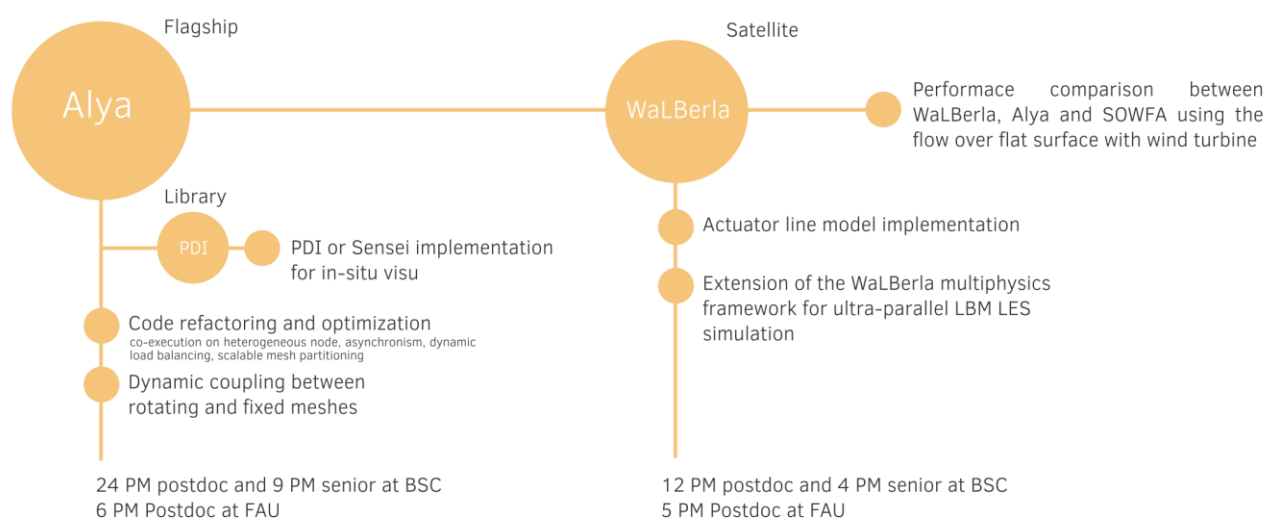 Flagship
Alya
Library
PDI
PDI or Sensei implementation
for in-situ visu
Code refactoring and optimization
co-execution on heterogeneous node, asynchronism, dynamic
load balancing, scalable mesh partitioning
Dynamic coupling between
rotating and fixed meshes
24 PM postdoc and 9 PM senior at BSC
6 PM Postdoc at FAU
Satellite
WaLBerla
Performace comparison between
WaLBerla, Alya and SOWFA using the
flow over flat surface with wind turbine
Actuator line model implementation
Extension of the WaLBerla multiphysics
framework for ultra-parallel LBM LES
simulation
12 PM postdoc and 4 PM senior at BSC
5 PM Postdoc at FAU